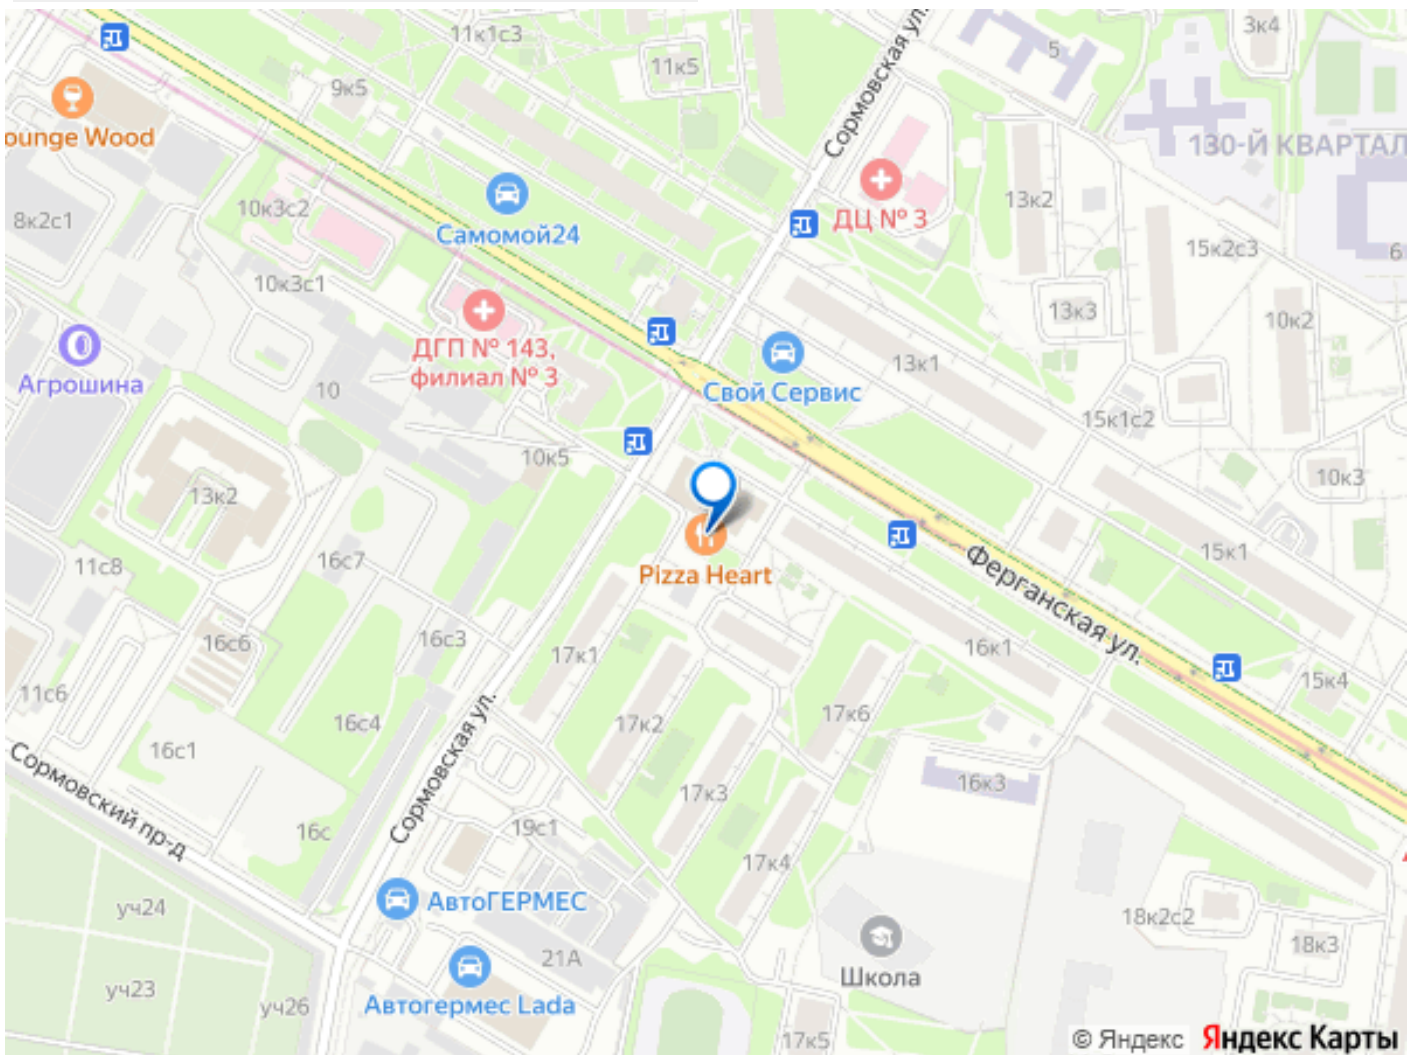 11к1с3
3к4
5
11к5
9к5
Сормовская ул.
ounge Wood
130-Й КВАРТАЛ
13к2
10к3с2
8к2с1
Самомой24
ДЦ № 3
15к2с3
6
10к3с1
13к3
10к2
ДГП № 143,
филиал № 3
13к1
Агрошина
10
Свой Сервис
15к1с2
10к5
10к3
13к2
15к1
16с7
11с8
Pizza Heart
Ферганская ул.
16с6
16с3
17к1
16к1
11с6
15к4
16с4
17к2
17к6
16с1
Сормовская ул.
Сормовский пр-д
17к3
16к3
16с
19с1
17к4
АвтоГЕРМЕС
уч24
18к2с2
18к3
21А
Школа
уч23
уч26
Автогермес Lada
17к5
© Яндекс Яндекс Карты